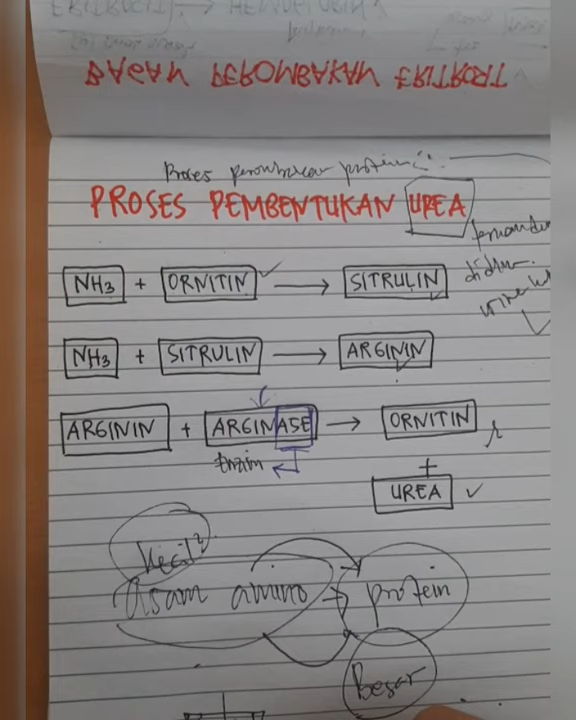 BAGAN PEROMBAKAN ERITROSIT
Proses perombakan protein
PROSES PEMBENTUKAN UREA
NH3 + ORNITIN → SITRULIN
NH3 + SITRULIN → ARGININ
ARGININ + ARGINASE → ORNITIN
Enzim
+
UREA
Kecil²
Asam amino → protein
Besar